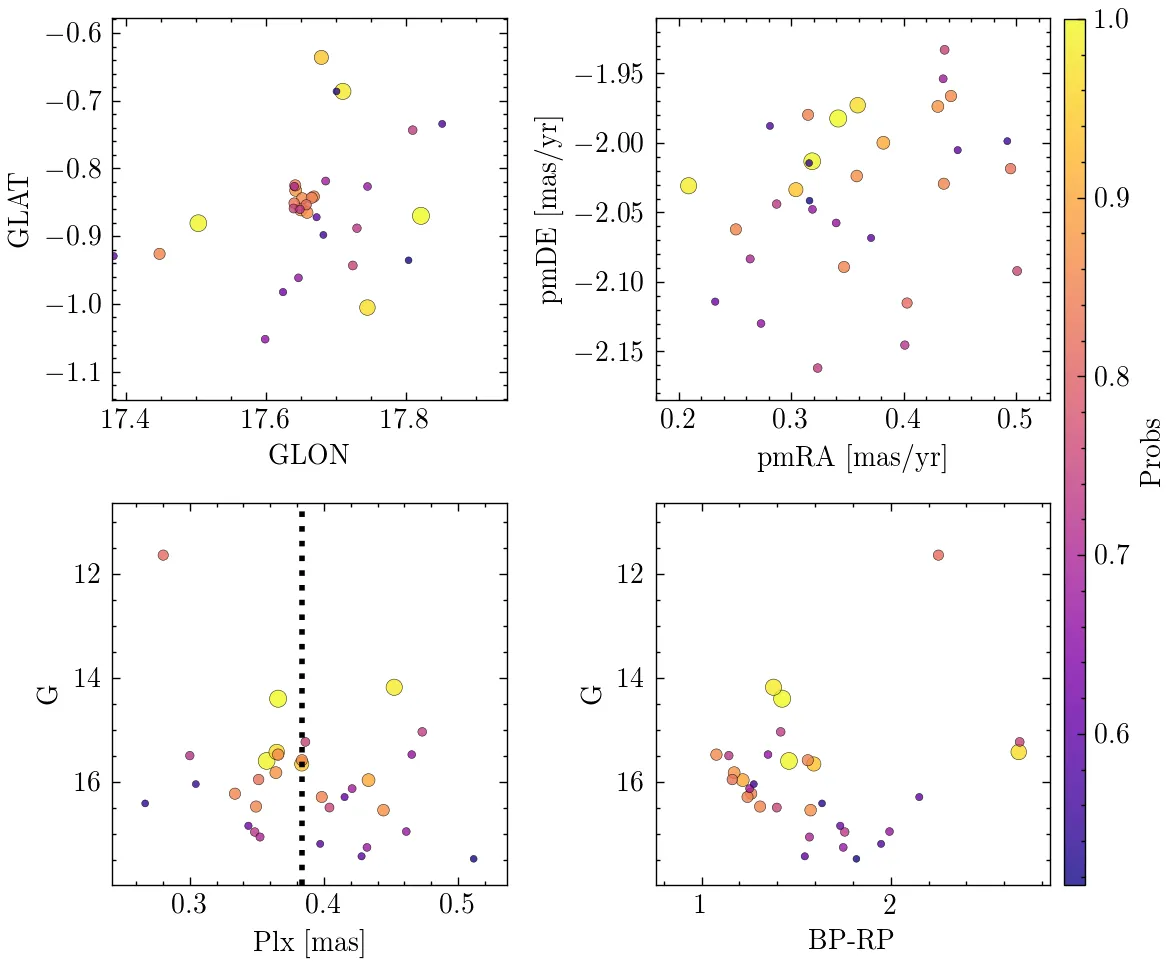 −0.6
−0.7
−0.8
−0.9
−1.0
−1.1
GLAT
17.4 17.6 17.8
GLON
−1.95
−2.00
−2.05
−2.10
−2.15
pmDE [mas/yr]
0.2 0.3 0.4 0.5
pmRA [mas/yr]
1.0
0.9
0.8
0.7
0.6
Probs
12
14
16
G
0.3 0.4 0.5
Plx [mas]
12
14
16
G
1 2
BP-RP